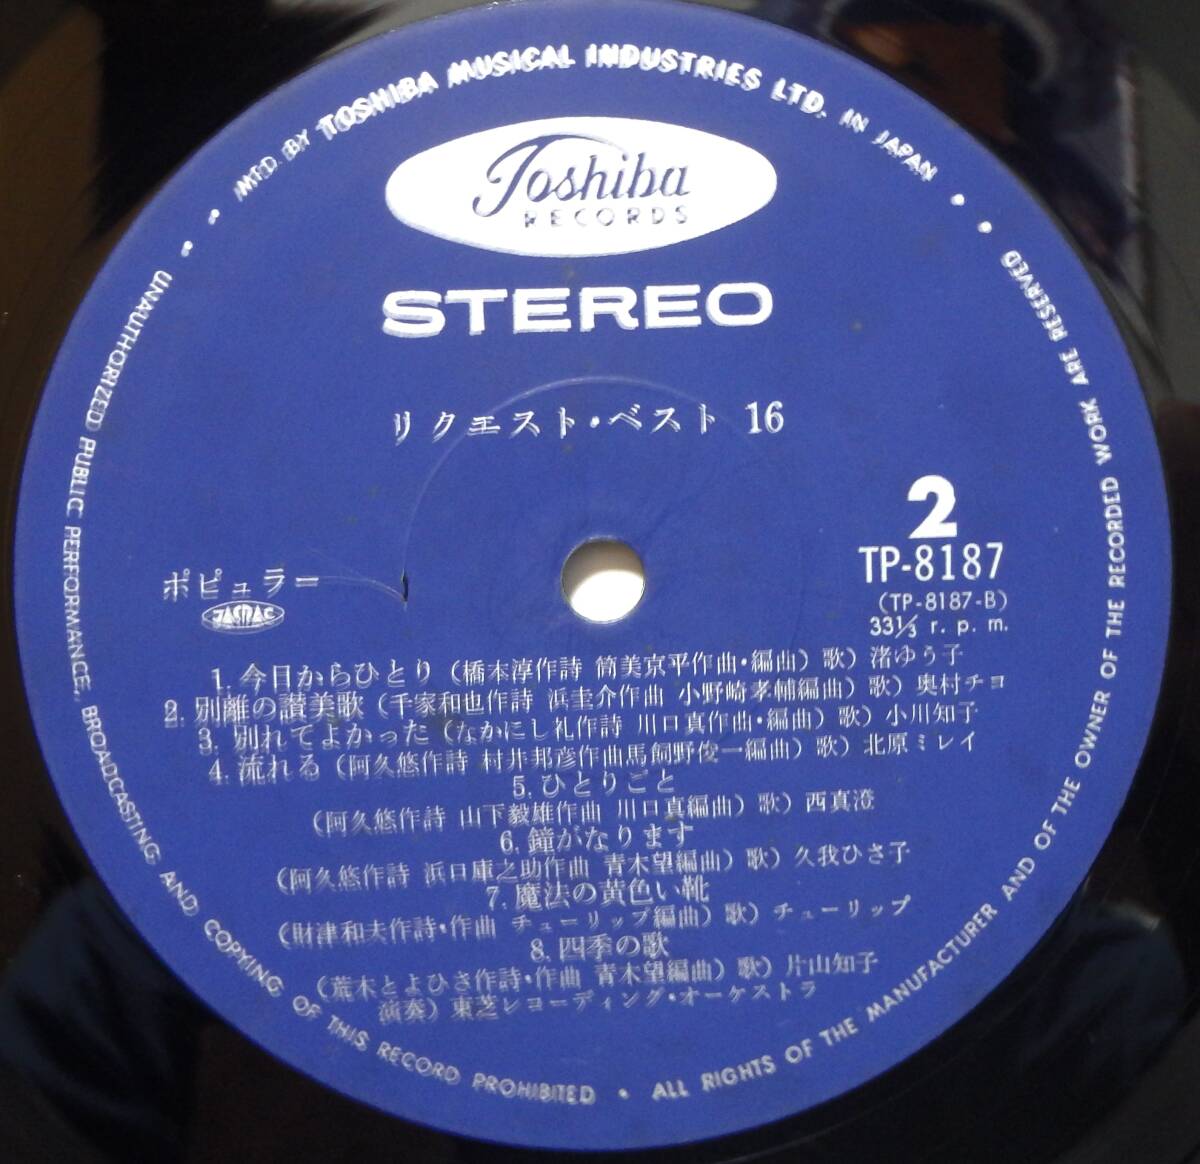 MFD. BY TOSHIBA MUSICAL INDUSTRIES LTD. IN JAPAN
Toshiba
RECORDS
STEREO
リクエスト・ベスト 16
2
TP-8187
(TP-8187-B)
33⅓ r. p. m.
ポピュラー
JASRAC
1. 今日からひとり (橋本淳作詩 筒美京平作曲・編曲) 歌) 渚ゆう子
2. 別離の讃美歌 (千家和也作詩 浜圭介作曲 小野崎孝輔編曲) 歌) 奥村チヨ
3. 別れてよかった (なかにし礼作詩 川口真作曲・編曲) 歌) 小川知子
4. 流れる (阿久悠作詩 村井邦彦作曲馬飼野俊一編曲) 歌) 北原ミレイ
5. ひとりごと
(阿久悠作詩 山下毅雄作曲 川口真編曲) 歌) 西真澄
6. 鐘がなります
(阿久悠作詩 浜口庫之助作曲 青木望編曲) 歌) 久我ひさ子
7. 魔法の黄色い靴
(財津和夫作詩・作曲 チューリップ編曲) 歌) チューリップ
8. 四季の歌
(荒木とよひさ作詩・作曲 青木望編曲) 歌) 片山知子
演奏) 東芝レコーディング・オーケストラ
UNAUTHORIZED PUBLIC PERFORMANCE, BROADCASTING AND COPYING OF THIS RECORD PROHIBITED • ALL RIGHTS OF THE MANUFACTURER AND OF THE OWNER OF THE RECORDED WORK ARE RESERVED